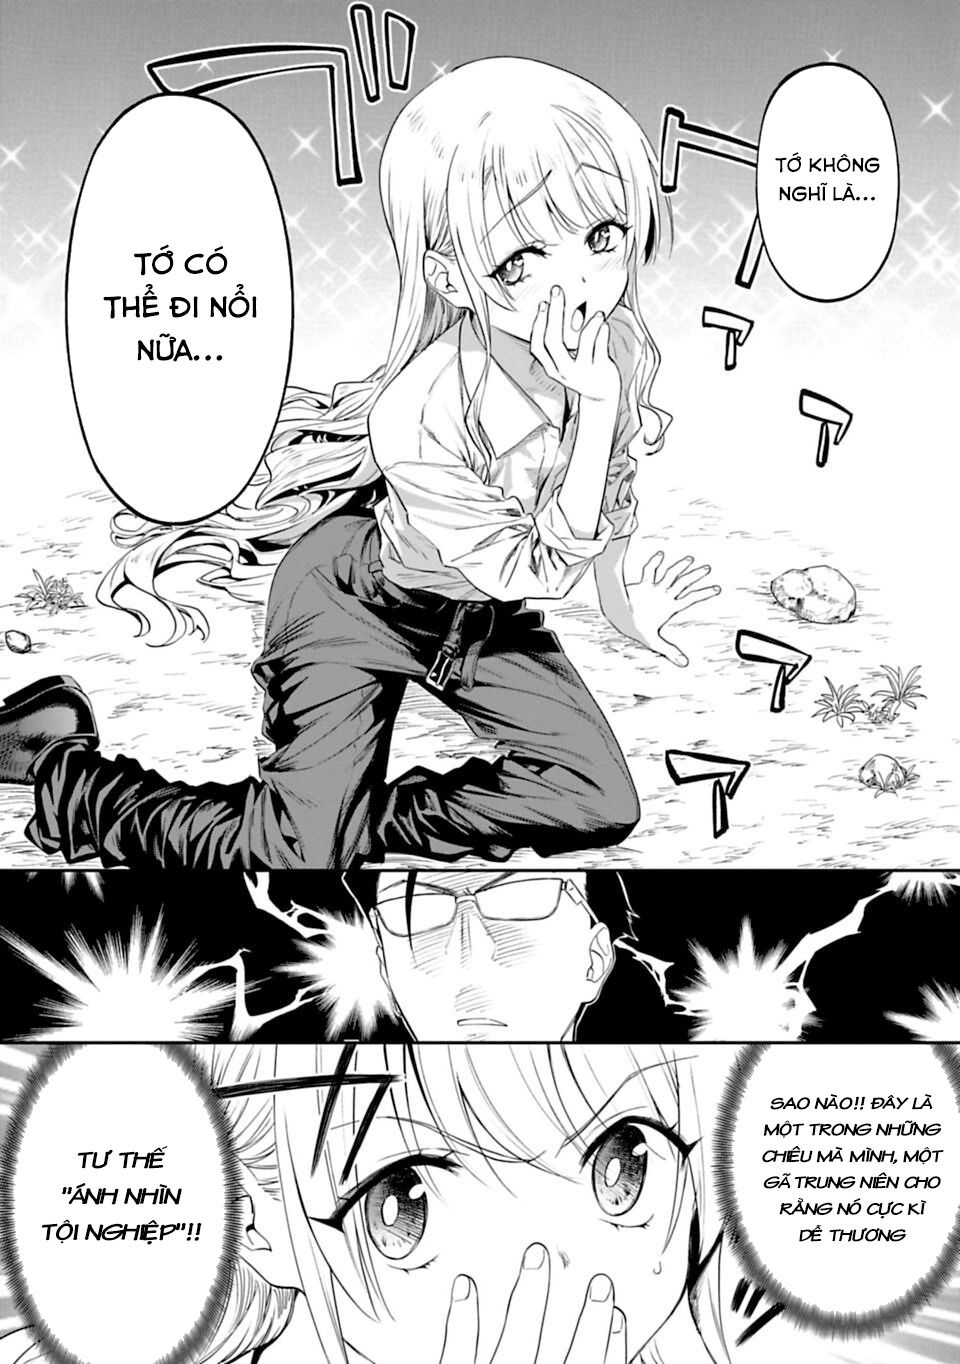 TỚ KHÔNG
NGHĨ LÀ...
TỚ CÓ
THỂ ĐI NỔI
NỮA...
SAO NÀO!! ĐÂY LÀ
MỘT TRONG NHỮNG
CHIÊU MÀ MÌNH, MỘT
GÃ TRUNG NIÊN CHO
RẰNG NÓ CỰC KÌ
DỄ THƯƠNG
TƯ THẾ
"ÁNH NHÌN
TỘI NGHIỆP"!!